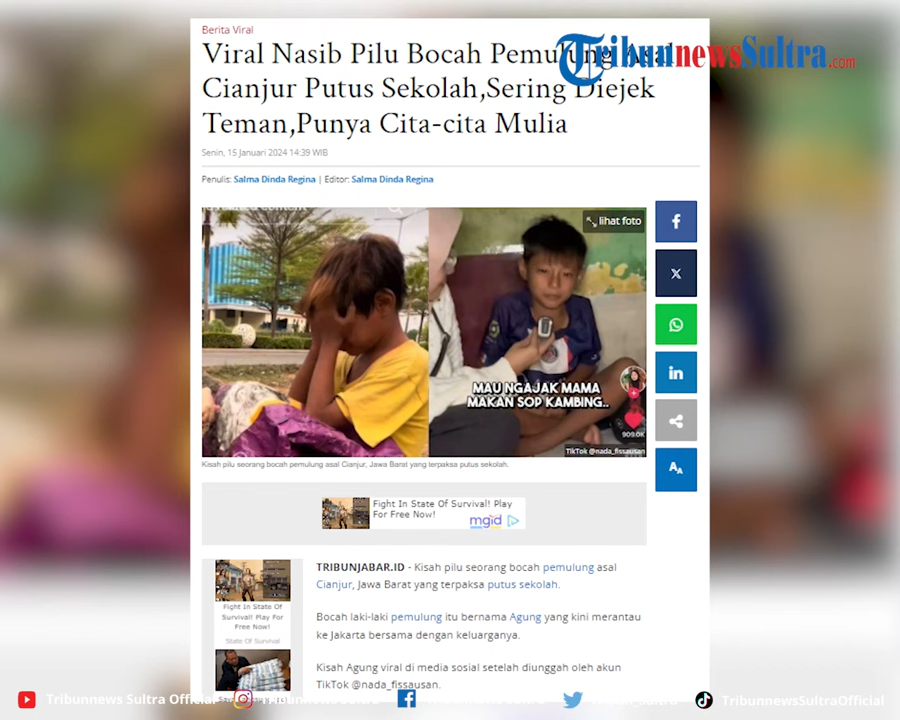 Berita Viral
Viral Nasib Pilu Bocah Pemulung Asal
TribunnewsSultra.com
Cianjur Putus Sekolah,Sering Diejek
Teman,Punya Cita-cita Mulia
Senin, 15 Januari 2024 14:39 WIB
Penulis: Salma Dinda Regina | Editor: Salma Dinda Regina
lihat foto
MAU NGAJAK MAMA
MAKAN SOP KAMBING..
909.0K
TikTok @nada_fissausan
Kisah pilu seorang bocah pemulung asal Cianjur, Jawa Barat yang terpaksa putus sekolah.
Fight In State Of Survival! Play
For Free Now!
mgid
TRIBUNJABAR.ID - Kisah pilu seorang bocah pemulung asal
Cianjur, Jawa Barat yang terpaksa putus sekolah.
Bocah laki-laki pemulung itu bernama Agung yang kini merantau
ke Jakarta bersama dengan keluarganya.
Kisah Agung viral di media sosial setelah diunggah oleh akun
TikTok @nada_fissausan.
Fight In State Of
Survival! Play For
Free Now!
State Of Survival
Tribunnews Sultra Official
TribunnewsSultraOfficial